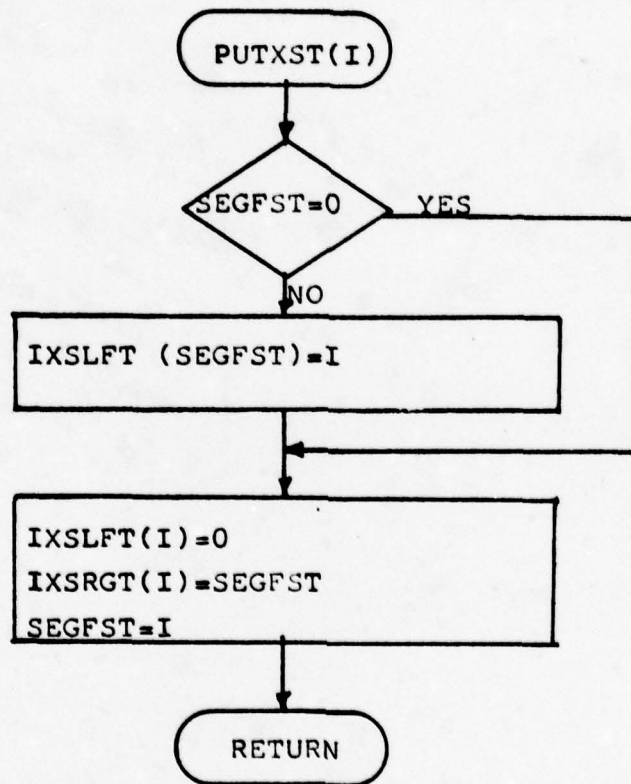 PUTXST(I)
SEGFST=0
YES
NO
IXSLFT (SEGFST)=I
IXSLFT(I)=0
IXSRGT(I)=SEGFST
SEGFST=I
RETURN